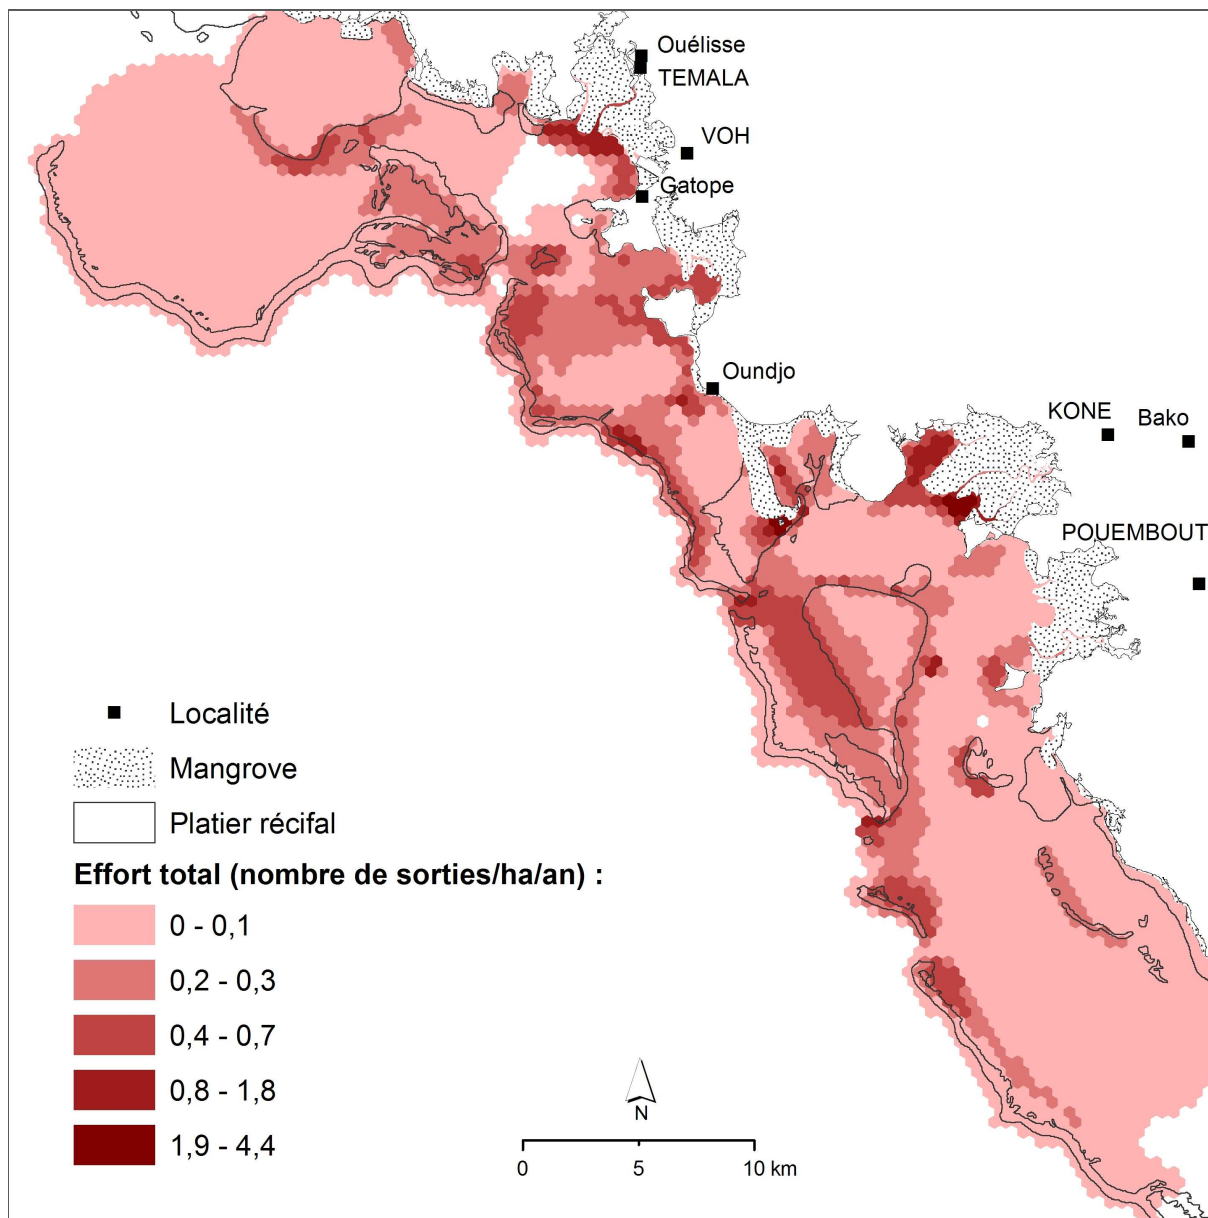 Ouélisse
TEMALA
VOH
Gatope
Oundjo
KONE
Bako
POUEMBOUT
Localité
Mangrove
Platier récifal
Effort total (nombre de sorties/ha/an) :
0 - 0,1
0,2 - 0,3
0,4 - 0,7
0,8 - 1,8
1,9 - 4,4
N
0 5 10 km